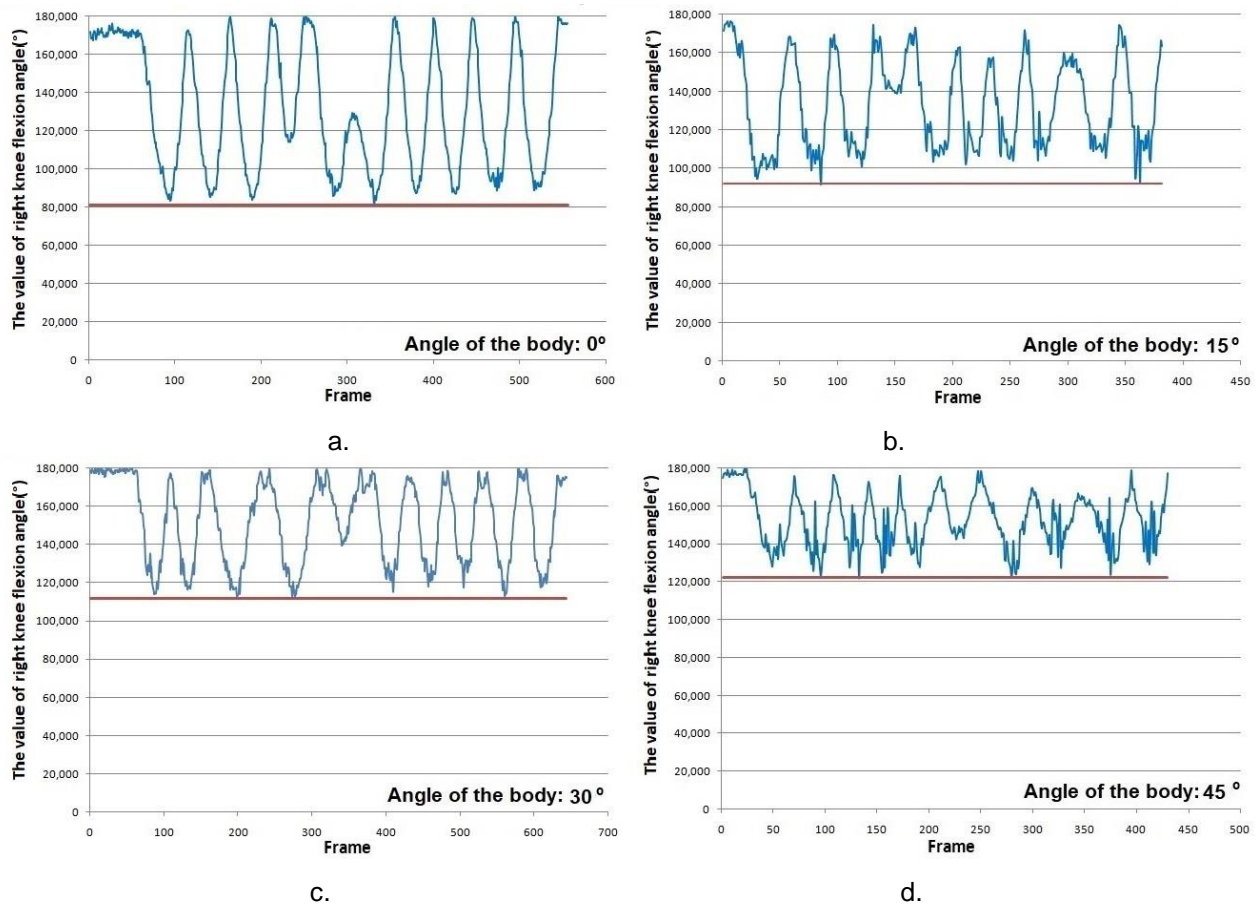 The value of right knee flexion angle(°)
180,000
160,000
140,000
120,000
100,000
80,000
60,000
40,000
20,000
0
0 100 200 300 400 500 600
Frame
Angle of the body: 0º
a.
The value of right knee flexion angle(°)
180,000
160,000
140,000
120,000
100,000
80,000
60,000
40,000
20,000
0
0 50 100 150 200 250 300 350 400 450
Frame
Angle of the body: 15º
b.
The value of right knee flexion angle(°)
180,000
160,000
140,000
120,000
100,000
80,000
60,000
40,000
20,000
0
0 100 200 300 400 500 600 700
Frame
Angle of the body: 30º
c.
The value of right knee flexion angle(°)
180,000
160,000
140,000
120,000
100,000
80,000
60,000
40,000
20,000
0
0 50 100 150 200 250 300 350 400 450 500
Frame
Angle of the body: 45 º
d.